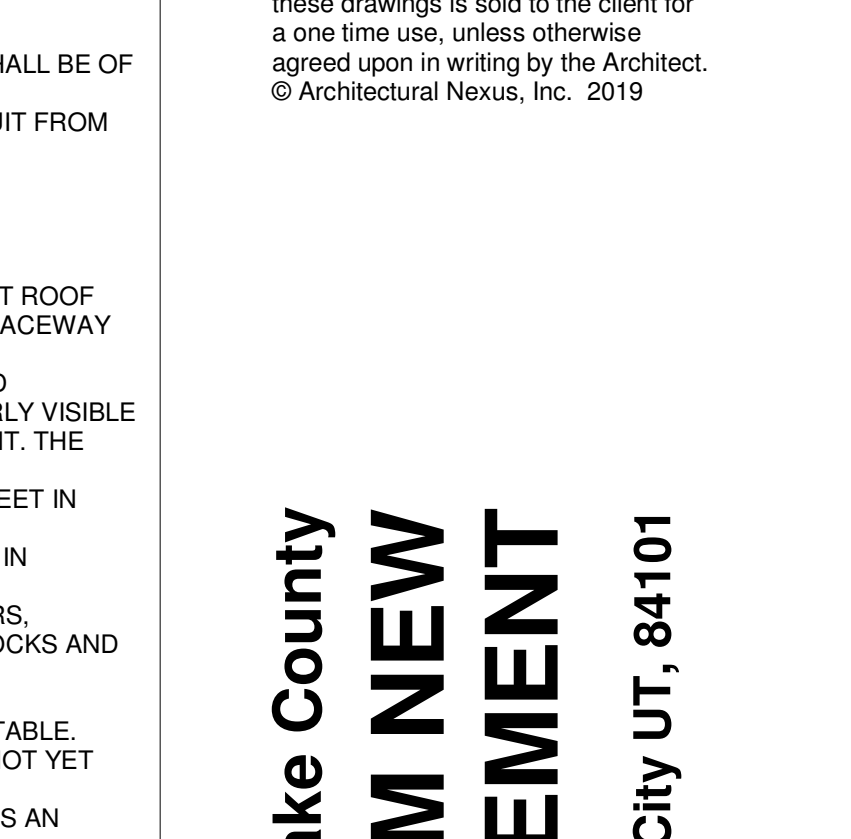 HALL BE OF
UIT FROM
T ROOF
ACEWAY
RLY VISIBLE
NT. THE
EET IN
IN
RS,
OCKS AND
TABLE.
NOT YET
S AN
these drawings is sold to the client for
a one time use, unless otherwise
agreed upon in writing by the Architect.
© Architectural Nexus, Inc.  2019
ake County
M NEW
EMENT
City UT, 84101